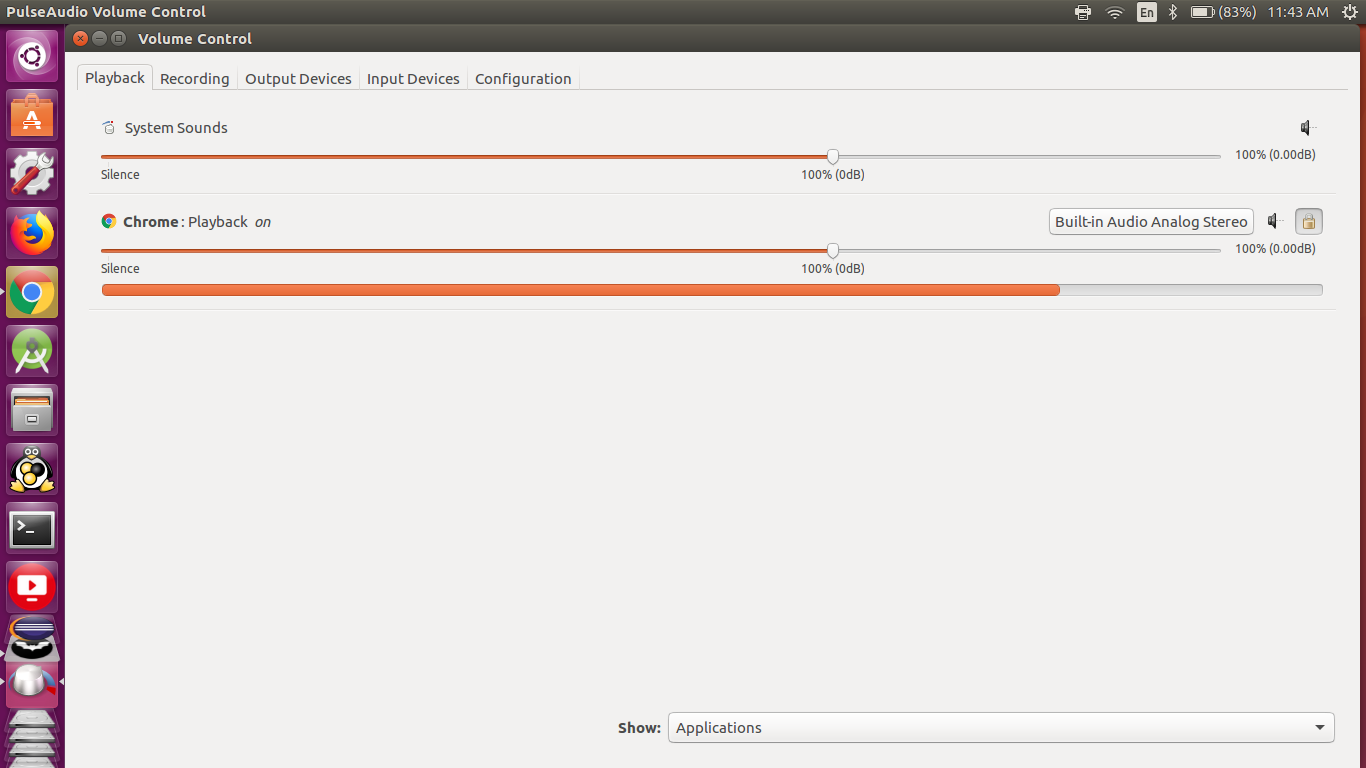 PulseAudio Volume Control
En
(83%)
11:43 AM
Volume Control
Playback
Recording
Output Devices
Input Devices
Configuration
System Sounds
100% (0.00dB)
Silence
100% (0dB)
Chrome: Playback on
Built-in Audio Analog Stereo
100% (0.00dB)
Silence
100% (0dB)
Show:
Applications